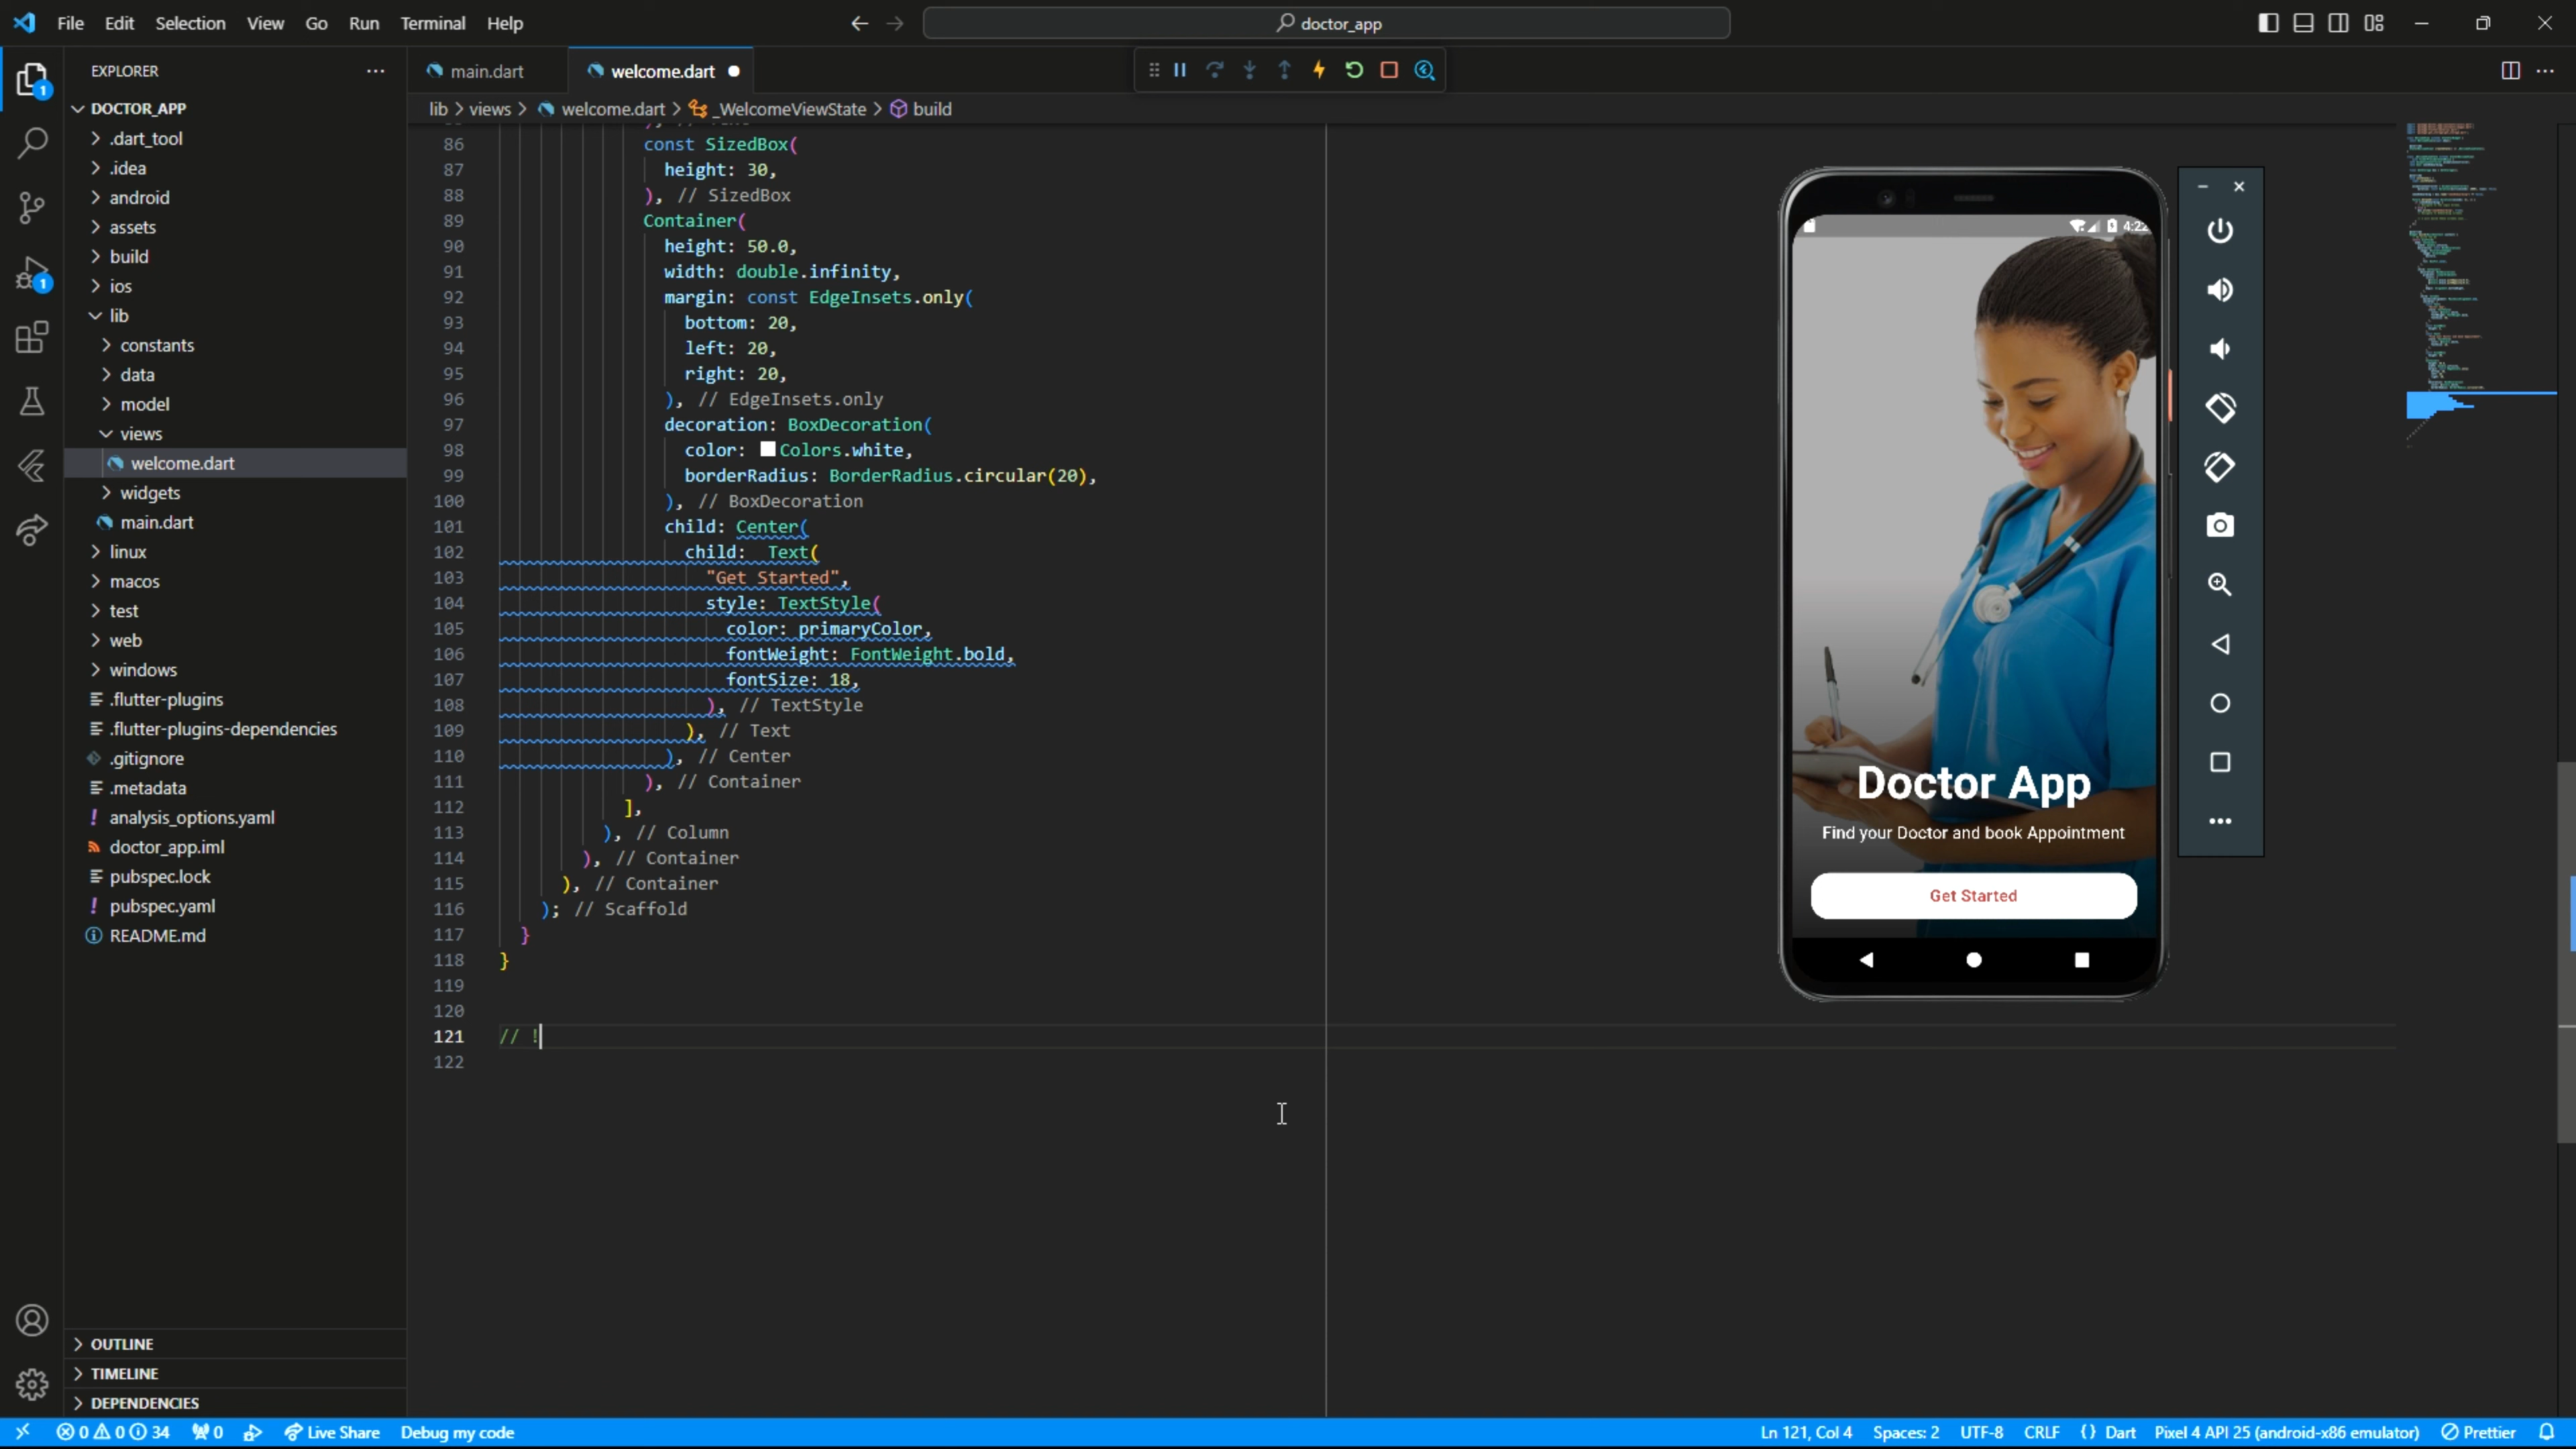 File Edit Selection View Go Run Terminal Help
doctor_app
EXPLORER
DOCTOR_APP
.dart_tool
.idea
android
assets
build
ios
lib
constants
data
model
views
welcome.dart
widgets
main.dart
linux
macos
test
web
windows
.flutter-plugins
.flutter-plugins-dependencies
.gitignore
.metadata
! analysis_options.yaml
doctor_app.iml
pubspec.lock
! pubspec.yaml
README.md
OUTLINE
TIMELINE
DEPENDENCIES
1
1
main.dart
welcome.dart
lib > views > welcome.dart > _WelcomeViewState > build
86 const SizedBox(
87 height: 30,
88 ), // SizedBox
89 Container(
90 height: 50.0,
91 width: double.infinity,
92 margin: const EdgeInsets.only(
93 bottom: 20,
94 left: 20,
95 right: 20,
96 ), // EdgeInsets.only
97 decoration: BoxDecoration(
98 color: Colors.white,
99 borderRadius: BorderRadius.circular(20),
100 ), // BoxDecoration
101 child: Center(
102 child:  Text(
103 "Get Started",
104 style: TextStyle(
105 color: primaryColor,
106 fontWeight: FontWeight.bold,
107 fontSize: 18,
108 ), // TextStyle
109 ), // Text
110 ), // Center
111 ), // Container
112 ],
113 ), // Column
114 ), // Container
115 ), // Container
116 ); // Scaffold
117 }
118 }
119
120
121 // !
122
4:22
Doctor App
Find your Doctor and book Appointment
Get Started
0 0 34 0 Live Share Debug my code
Ln 121, Col 4 Spaces: 2 UTF-8 CRLF {} Dart Pixel 4 API 25 (android-x86 emulator) Prettier